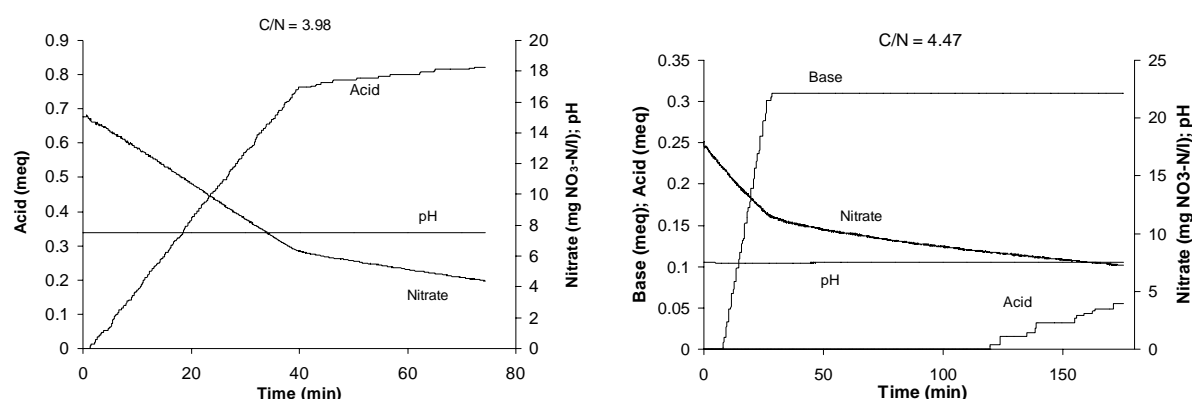 C/N = 3.98
0.9
0.8
0.7
0.6
0.5
0.4
0.3
0.2
0.1
0
Acid (meq)
20
18
16
14
12
10
8
6
4
2
0
Nitrate (mg NO3-N/l); pH
Acid
pH
Nitrate
0 20 40 60 80
Time (min)
C/N = 4.47
0.35
0.3
0.25
0.2
0.15
0.1
0.05
0
Base (meq); Acid (meq)
25
20
15
10
5
0
Nitrate (mg NO3-N/l); pH
Base
Nitrate
pH
Acid
0 50 100 150
Time (min)